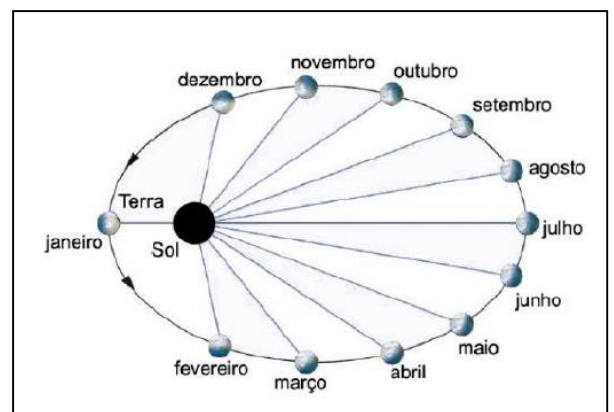 novembro
dezembro
outubro
setembro
agosto
Terra
janeiro
Sol
julho
junho
maio
abril
março
fevereiro